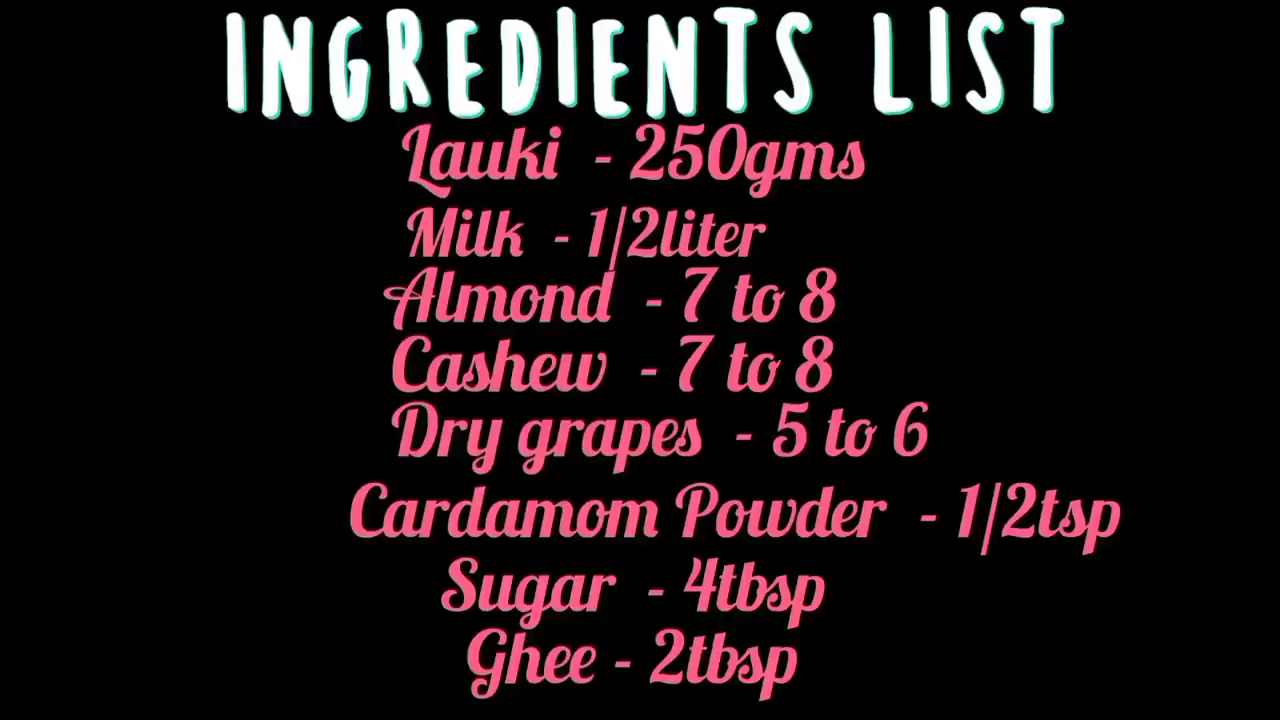 INGREDIENTS LIST
Lauki - 250gms
Milk - 1/2liter
Almond - 7 to 8
Cashew - 7 to 8
Dry grapes - 5 to 6
Cardamom Powder - 1/2tsp
Sugar - 4tbsp
Ghee - 2tbsp